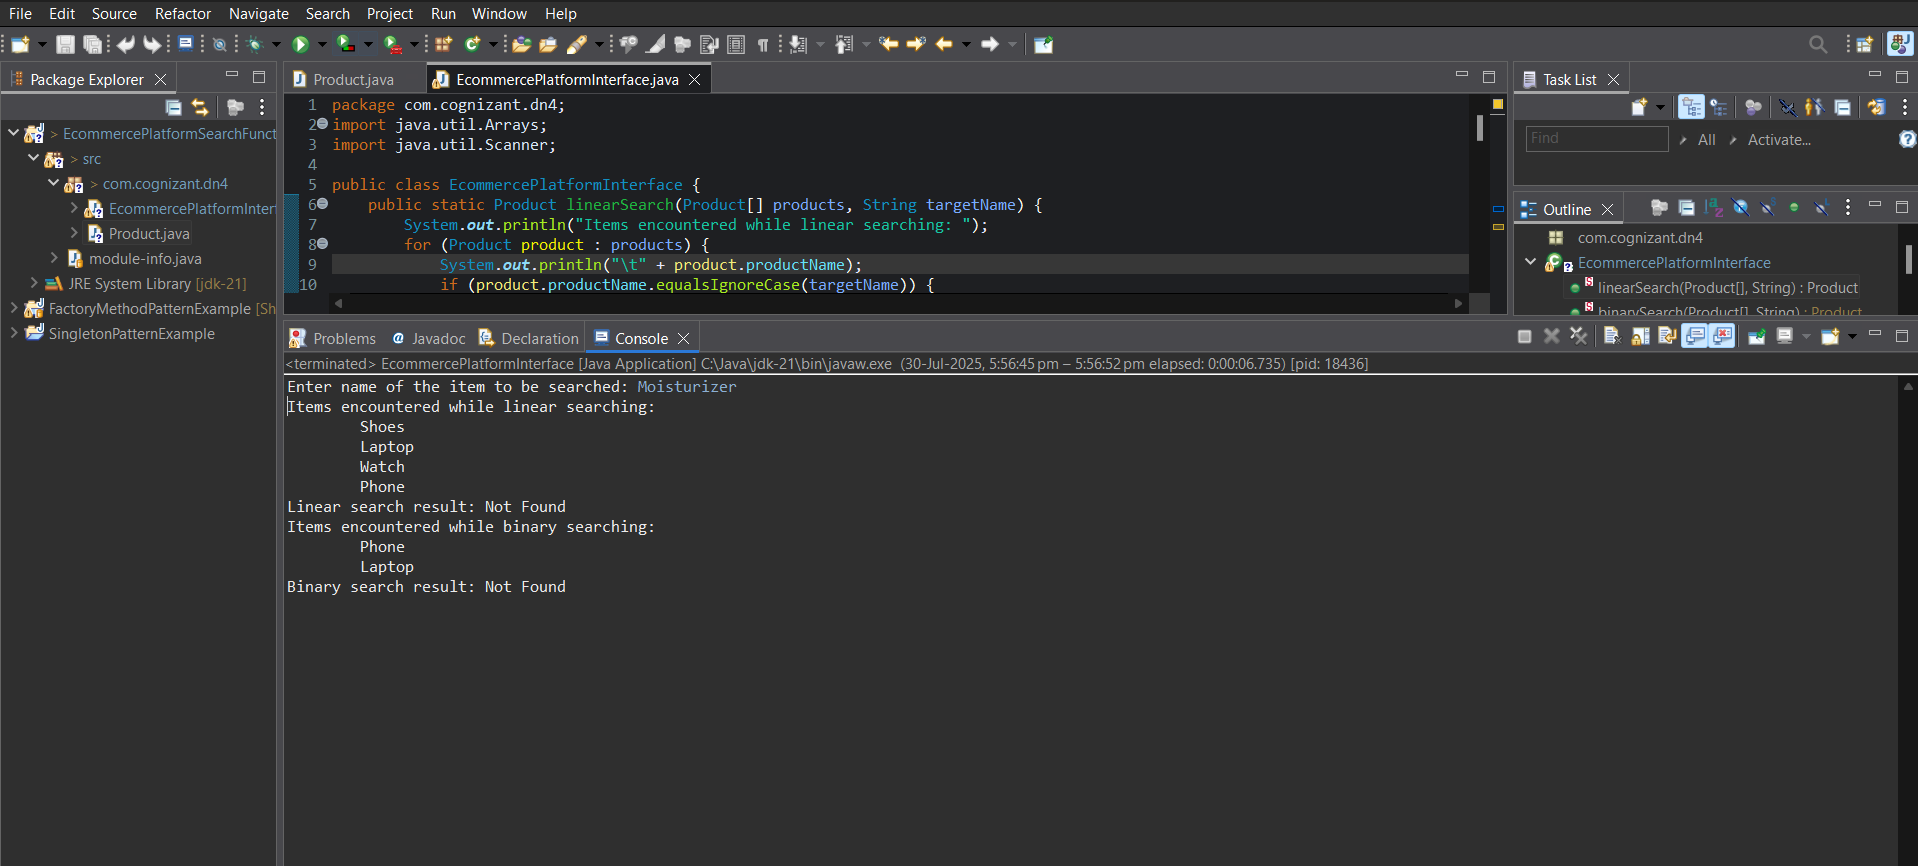 File Edit Source Refactor Navigate Search Project Run Window Help
Package Explorer
> EcommercePlatformSearchFunct
> src
> com.cognizant.dn4
EcommercePlatformInter
Product.java
module-info.java
JRE System Library [jdk-21]
FactoryMethodPatternExample [Sh
SingletonPatternExample
Product.java EcommercePlatformInterface.java
1 package com.cognizant.dn4;
2 import java.util.Arrays;
3 import java.util.Scanner;
4
5 public class EcommercePlatformInterface {
6 public static Product linearSearch(Product[] products, String targetName) {
7 System.out.println("Items encountered while linear searching: ");
8 for (Product product : products) {
9 System.out.println("\t" + product.productName);
10 if (product.productName.equalsIgnoreCase(targetName)) {
Task List
Find All Activate...
Outline
com.cognizant.dn4
EcommercePlatformInterface
linearSearch(Product[], String) : Product
binarySearch(Product[], String) : Product
Problems Javadoc Declaration Console
<terminated> EcommercePlatformInterface [Java Application] C:\Java\jdk-21\bin\javaw.exe (30-Jul-2025, 5:56:45 pm – 5:56:52 pm elapsed: 0:00:06.735) [pid: 18436]
Enter name of the item to be searched: Moisturizer
Items encountered while linear searching:
Shoes
Laptop
Watch
Phone
Linear search result: Not Found
Items encountered while binary searching:
Phone
Laptop
Binary search result: Not Found